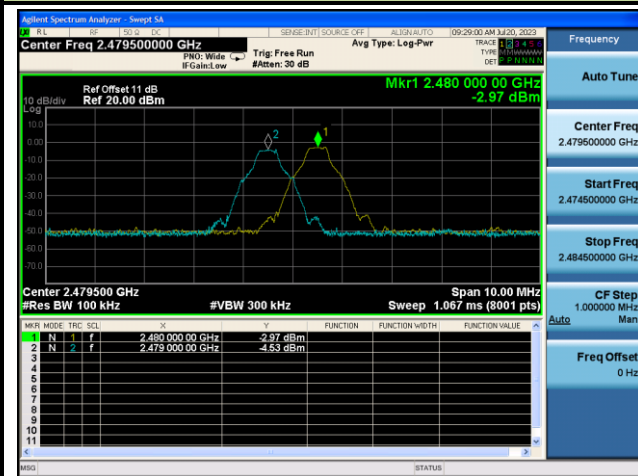 Agilent Spectrum Analyzer - Swept SA
RL RF 50 Ω DC SENSE:INT SOURCE OFF ALIGNAUTO 09:29:00 AM Jul 20, 2023
Center Freq 2.479500000 GHz
PNO: Wide
IFGain:Low
Trig: Free Run
#Atten: 30 dB
Avg Type: Log-Pwr
TRACE 1 2 3 4 5 6
TYPE MMWWWW
DET P P N N N N
Ref Offset 11 dB
10 dB/div Ref 20.00 dBm
Log
Mkr1 2.480 000 00 GHz
-2.97 dBm
10.0
0.00
-10.0
-20.0
-30.0
-40.0
-50.0
-60.0
-70.0
2
1
Center 2.479500 GHz Span 10.00 MHz
#Res BW 100 kHz #VBW 300 kHz Sweep 1.067 ms (8001 pts)
MKR MODE TRC SCL X Y FUNCTION FUNCTION WIDTH FUNCTION VALUE
1 N 1 f 2.480 000 00 GHz -2.97 dBm
2 N 2 f 2.479 000 00 GHz -4.53 dBm
3
4
5
6
7
8
9
10
11
MSG STATUS
Frequency
Auto Tune
Center Freq
2.479500000 GHz
Start Freq
2.474500000 GHz
Stop Freq
2.484500000 GHz
CF Step
1.000000 MHz
Auto Man
Freq Offset
0 Hz